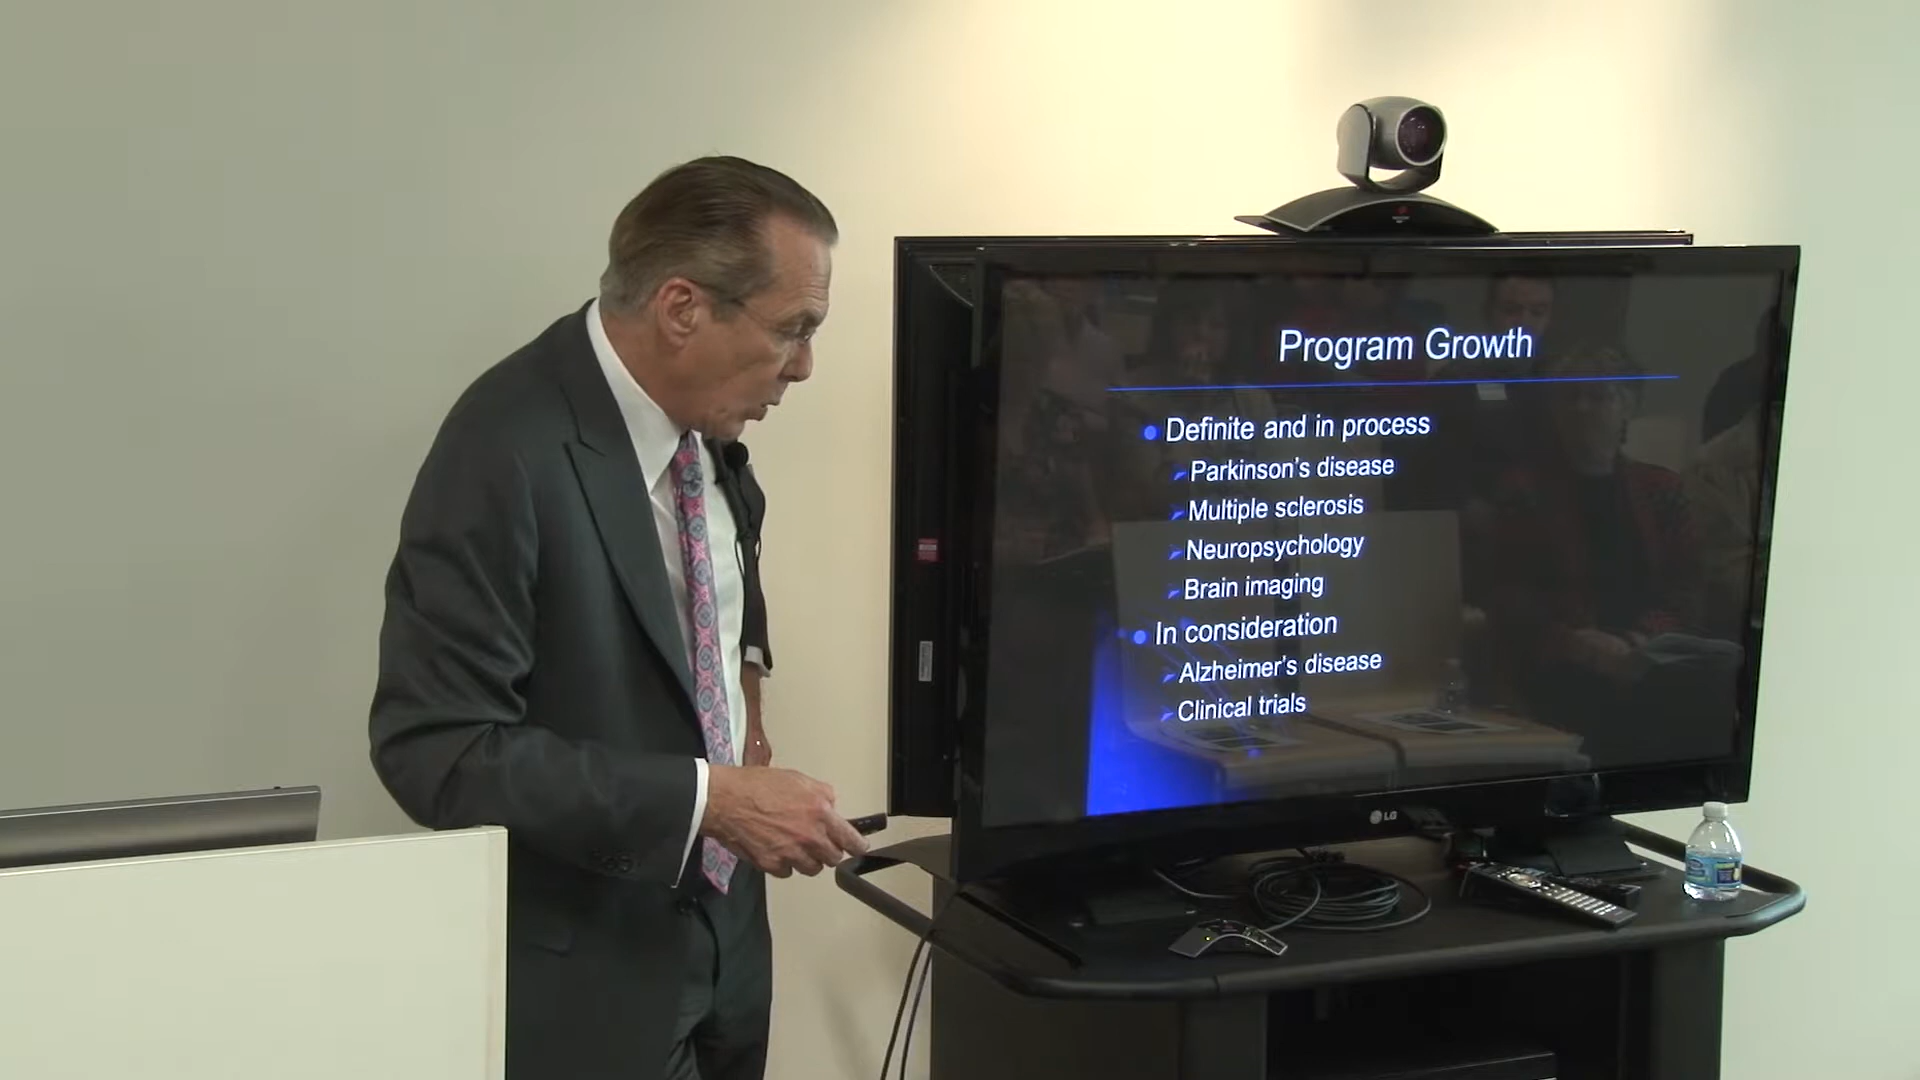 Program Growth
Definite and in process
Parkinson's disease
Multiple sclerosis
Neuropsychology
Brain imaging
In consideration
Alzheimer's disease
Clinical trials
LG